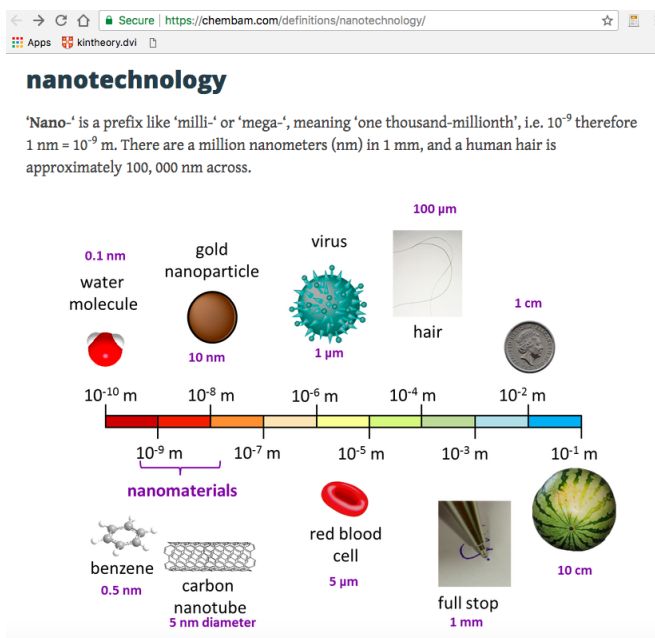 Secure | https://chembam.com/definitions/nanotechnology/
Apps kintheory.dvi
nanotechnology
‘Nano-‘ is a prefix like ‘milli-‘ or ‘mega-‘, meaning ‘one thousand-millionth’, i.e. 10⁻⁹ therefore
1 nm = 10⁻⁹ m. There are a million nanometers (nm) in 1 mm, and a human hair is
approximately 100, 000 nm across.
100 µm
0.1 nm
water
molecule
gold
nanoparticle
10 nm
virus
1 µm
hair
1 cm
10⁻¹⁰ m 10⁻⁸ m 10⁻⁶ m 10⁻⁴ m 10⁻² m
10⁻⁹ m 10⁻⁷ m 10⁻⁵ m 10⁻³ m 10⁻¹ m
nanomaterials
benzene
0.5 nm
carbon
nanotube
5 nm diameter
red blood
cell
5 µm
full stop
1 mm
10 cm